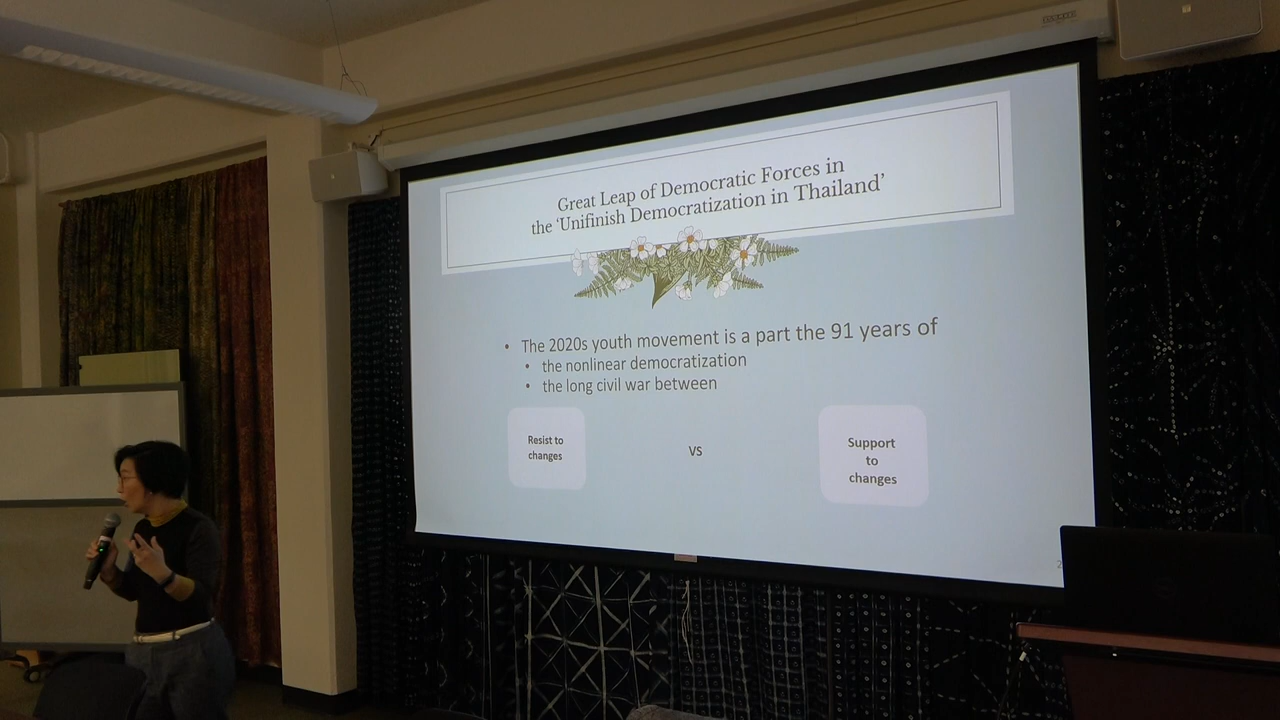 Great Leap of Democratic Forces in
the ‘Unifinish Democratization in Thailand’
• The 2020s youth movement is a part the 91 years of
• the nonlinear democratization
• the long civil war between
Resist to
changes
VS
Support
to
changes
2